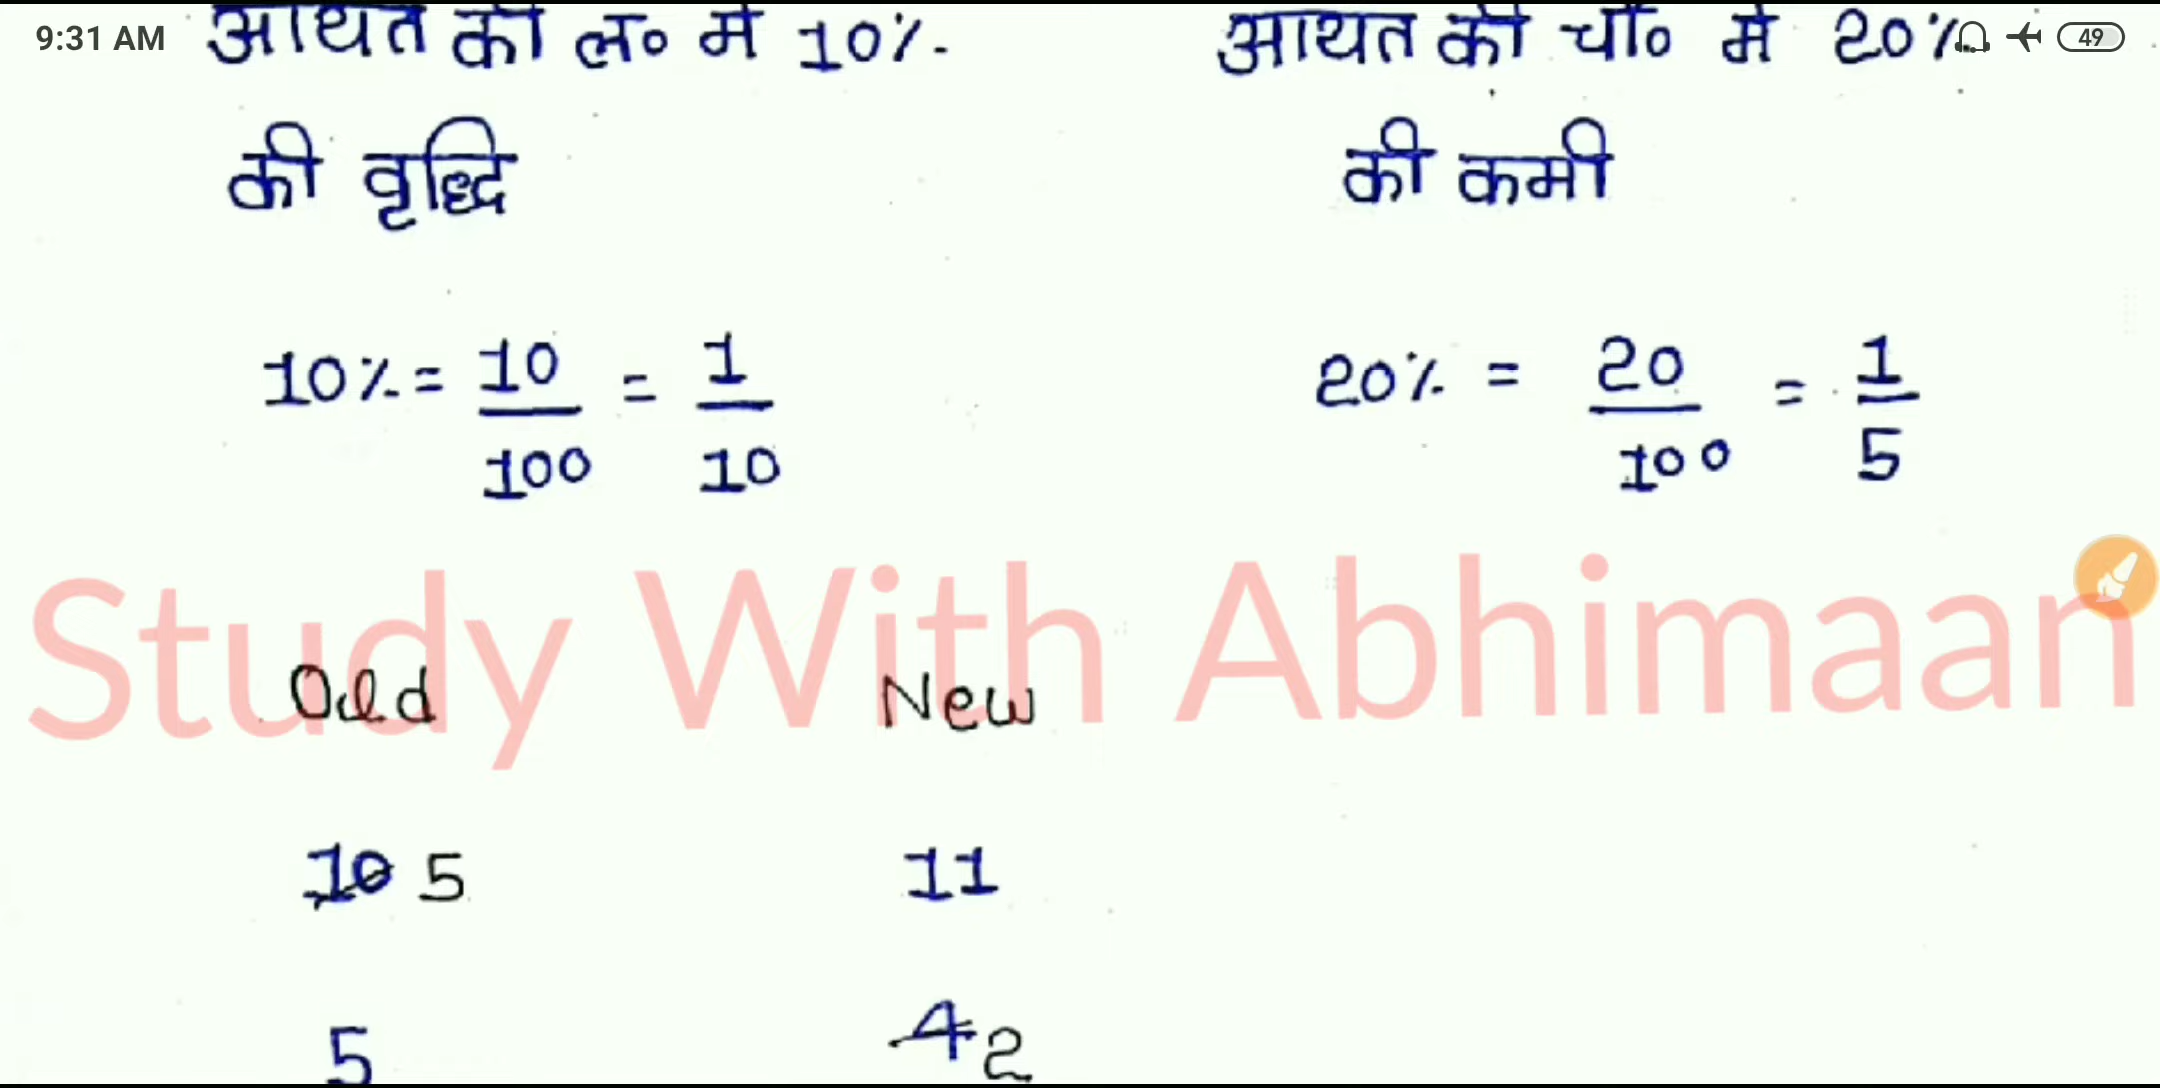 9:31 AM
49
आयत की ल० में 10%
की वृद्धि
आयत की चौ० में 20%
की कमी
10% = 10/100 = 1/10
20% = 20/100 = 1/5
Study With Abhimaan
Old New
10 5 11
5 4 2